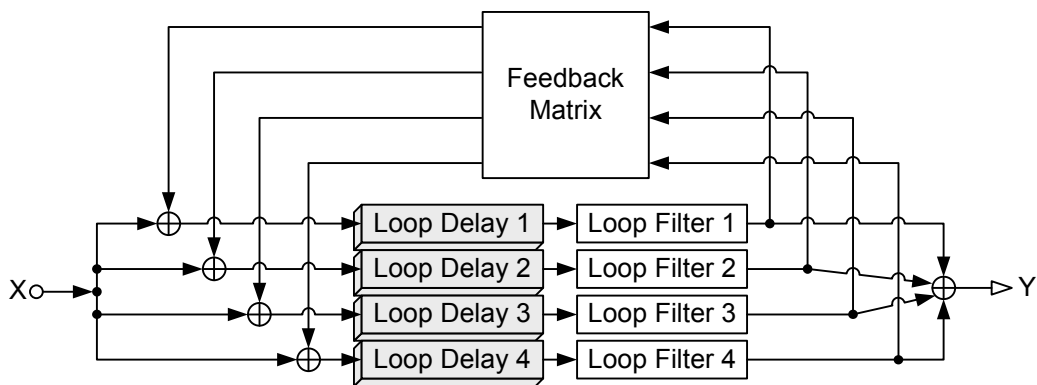 Feedback
Matrix
Loop Delay 1
Loop Filter 1
Loop Delay 2
Loop Filter 2
X
Y
Loop Delay 3
Loop Filter 3
Loop Delay 4
Loop Filter 4